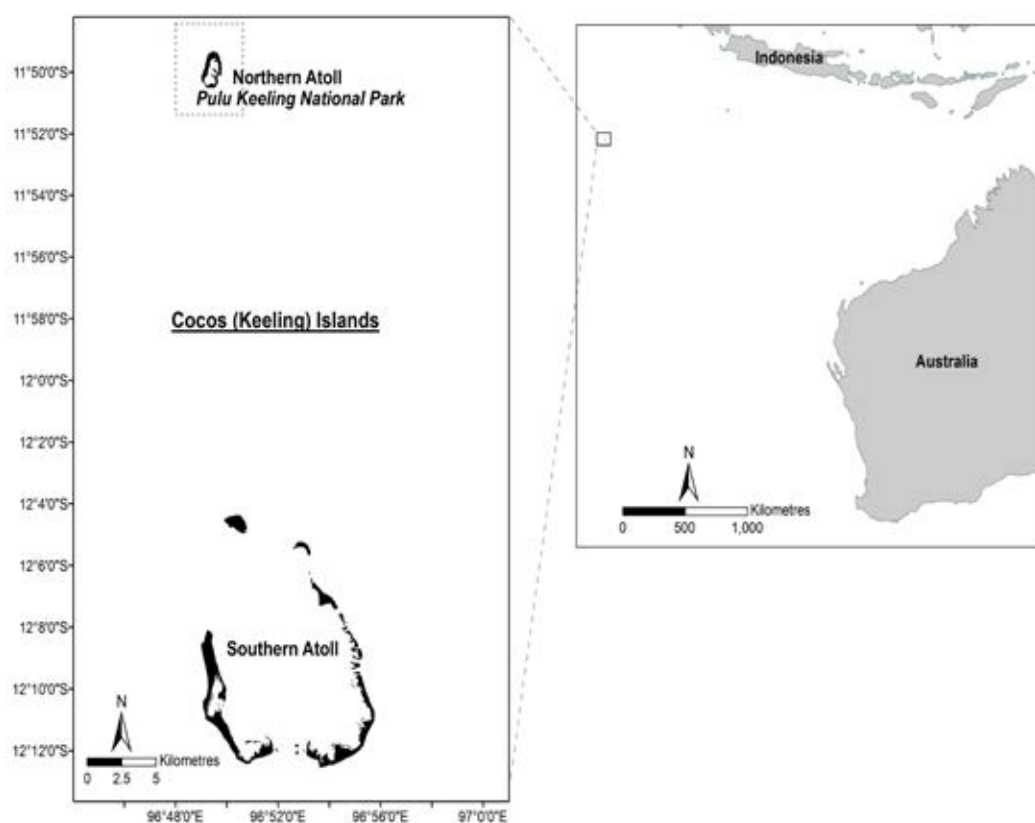 11°50'0"S
Northern Atoll
Pulu Keeling National Park
11°52'0"S
11°54'0"S
11°56'0"S
Cocos (Keeling) Islands
11°58'0"S
12°0'0"S
12°2'0"S
12°4'0"S
12°6'0"S
12°8'0"S
Southern Atoll
12°10'0"S
N
12°12'0"S
Kilometres
0 2.5 5
96°48'0"E 96°52'0"E 96°56'0"E 97°0'0"E
Indonesia
Australia
N
Kilometres
0 500 1,000